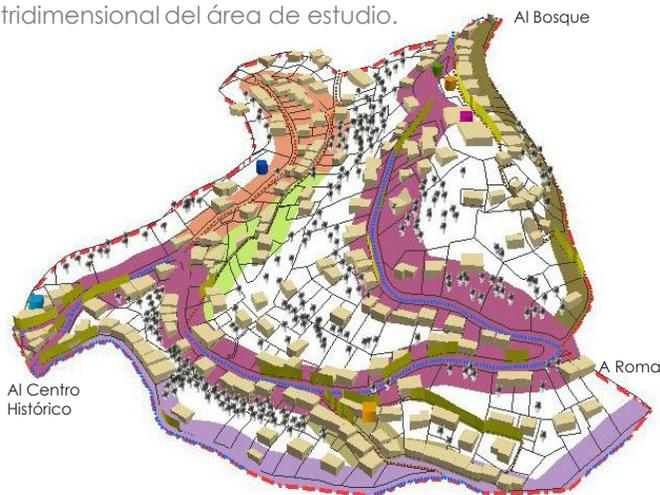 tridimensional del área de estudio.
Al Bosque
A Roma
Al Centro
Histórico